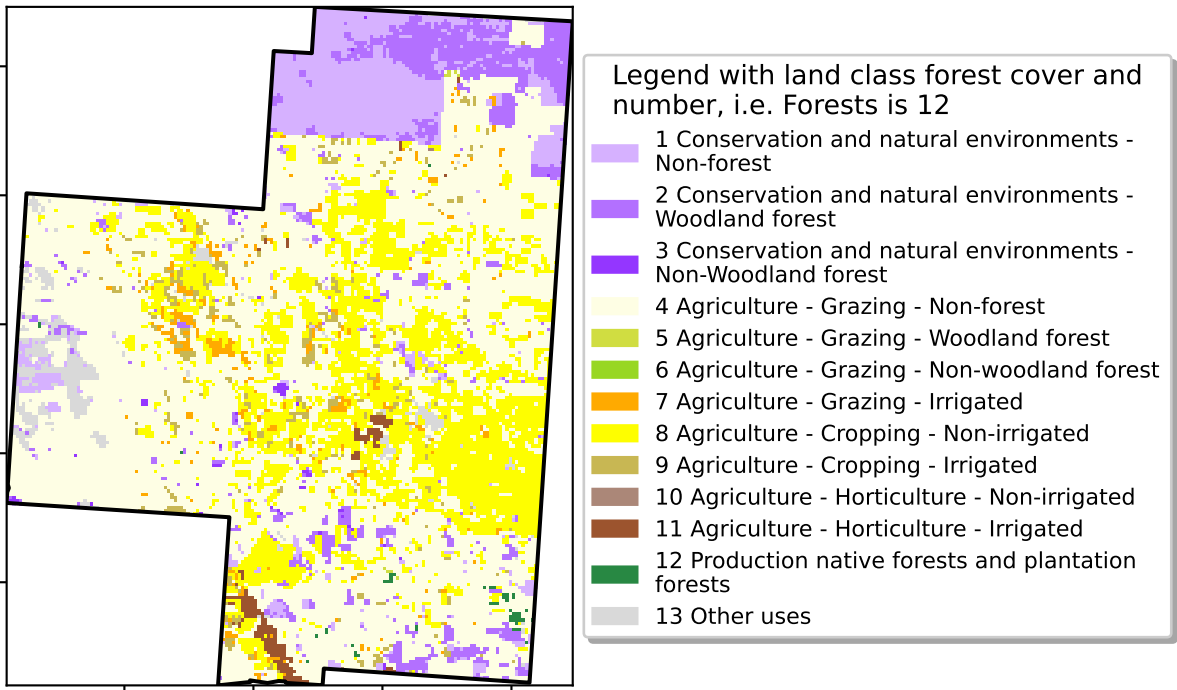 Legend with land class forest cover and
number, i.e. Forests is 12
1 Conservation and natural environments -
Non-forest
2 Conservation and natural environments -
Woodland forest
3 Conservation and natural environments -
Non-Woodland forest
4 Agriculture - Grazing - Non-forest
5 Agriculture - Grazing - Woodland forest
6 Agriculture - Grazing - Non-woodland forest
7 Agriculture - Grazing - Irrigated
8 Agriculture - Cropping - Non-irrigated
9 Agriculture - Cropping - Irrigated
10 Agriculture - Horticulture - Non-irrigated
11 Agriculture - Horticulture - Irrigated
12 Production native forests and plantation
forests
13 Other uses